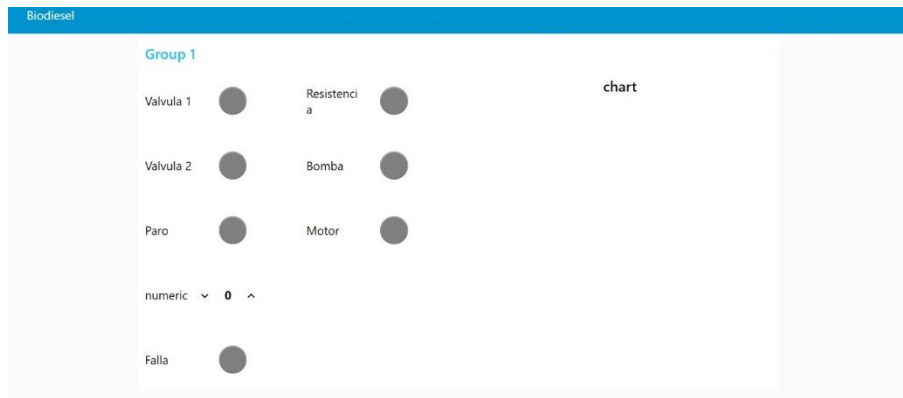 Biodiesel
Group 1
Valvula 1
Resistenci
a
chart
Valvula 2
Bomba
Paro
Motor
numeric 0
Falla